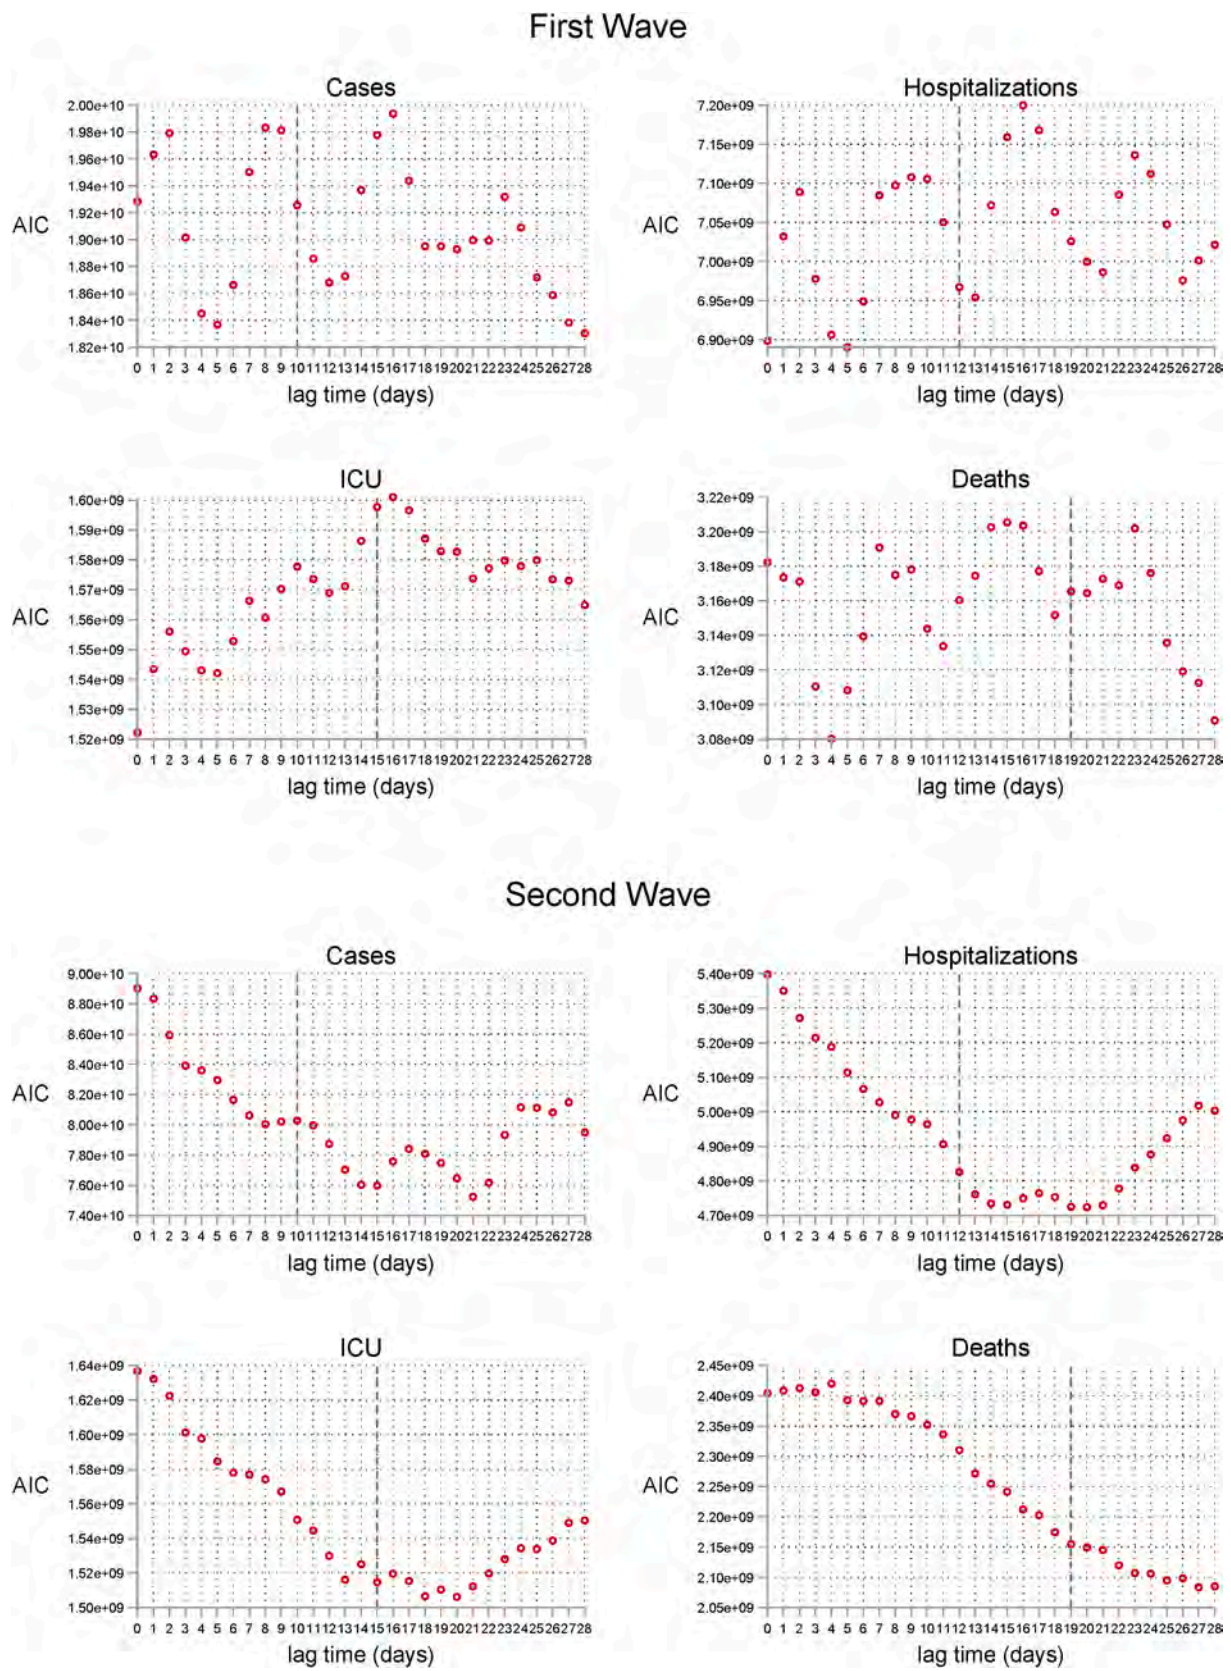 First Wave
Cases
2.00e+10
1.98e+10
1.96e+10
1.94e+10
1.92e+10
1.90e+10
1.88e+10
1.86e+10
1.84e+10
1.82e+10
AIC
0 1 2 3 4 5 6 7 8 9 10 11 12 13 14 15 16 17 18 19 20 21 22 23 24 25 26 27 28
lag time (days)
Hospitalizations
7.20e+09
7.15e+09
7.10e+09
7.05e+09
7.00e+09
6.95e+09
6.90e+09
AIC
0 1 2 3 4 5 6 7 8 9 10 11 12 13 14 15 16 17 18 19 20 21 22 23 24 25 26 27 28
lag time (days)
ICU
1.60e+09
1.59e+09
1.58e+09
1.57e+09
1.56e+09
1.55e+09
1.54e+09
1.53e+09
1.52e+09
AIC
0 1 2 3 4 5 6 7 8 9 10 11 12 13 14 15 16 17 18 19 20 21 22 23 24 25 26 27 28
lag time (days)
Deaths
3.22e+09
3.20e+09
3.18e+09
3.16e+09
3.14e+09
3.12e+09
3.10e+09
3.08e+09
AIC
0 1 2 3 4 5 6 7 8 9 10 11 12 13 14 15 16 17 18 19 20 21 22 23 24 25 26 27 28
lag time (days)
Second Wave
Cases
9.00e+10
8.80e+10
8.60e+10
8.40e+10
8.20e+10
8.00e+10
7.80e+10
7.60e+10
7.40e+10
AIC
0 1 2 3 4 5 6 7 8 9 10 11 12 13 14 15 16 17 18 19 20 21 22 23 24 25 26 27 28
lag time (days)
Hospitalizations
5.40e+09
5.30e+09
5.20e+09
5.10e+09
5.00e+09
4.90e+09
4.80e+09
4.70e+09
AIC
0 1 2 3 4 5 6 7 8 9 10 11 12 13 14 15 16 17 18 19 20 21 22 23 24 25 26 27 28
lag time (days)
ICU
1.64e+09
1.62e+09
1.60e+09
1.58e+09
1.56e+09
1.54e+09
1.52e+09
1.50e+09
AIC
0 1 2 3 4 5 6 7 8 9 10 11 12 13 14 15 16 17 18 19 20 21 22 23 24 25 26 27 28
lag time (days)
Deaths
2.45e+09
2.40e+09
2.35e+09
2.30e+09
2.25e+09
2.20e+09
2.15e+09
2.10e+09
2.05e+09
AIC
0 1 2 3 4 5 6 7 8 9 10 11 12 13 14 15 16 17 18 19 20 21 22 23 24 25 26 27 28
lag time (days)